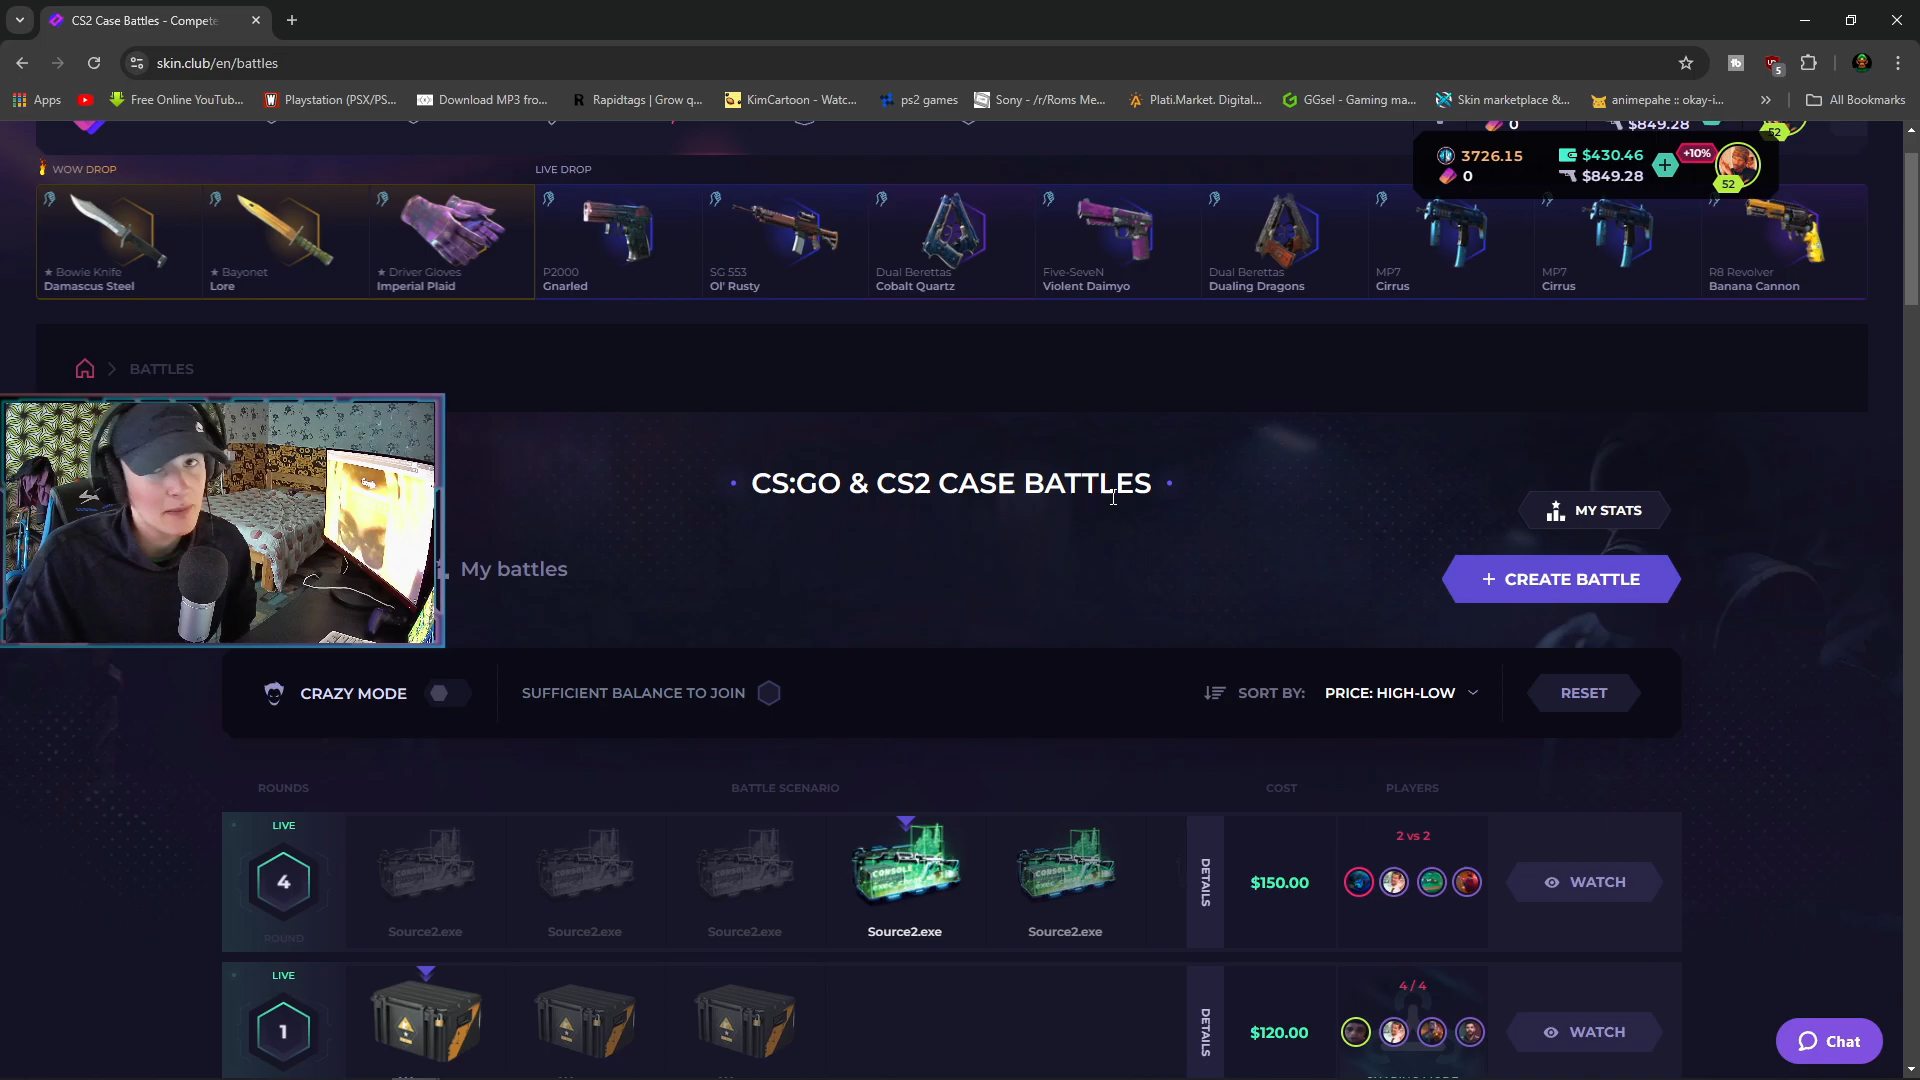 CS2 Case Battles - Compete
skin.club/en/battles
5
Apps
Free Online YouTub...
Playstation (PSX/PS...
Download MP3 fro...
Rapidtags | Grow q...
KimCartoon - Watc...
ps2 games
Sony - /r/Roms Me...
Plati.Market. Digital...
GGsel - Gaming ma...
Skin marketplace &...
animepahe :: okay-i...
All Bookmarks
0
$849.28
52
WOW DROP
LIVE DROP
3726.15
$430.46
+10%
0
$849.28
52
★ Bowie Knife
Damascus Steel
★ Bayonet
Lore
★ Driver Gloves
Imperial Plaid
P2000
Gnarled
SG 553
Ol' Rusty
Dual Berettas
Cobalt Quartz
Five-SeveN
Violent Daimyo
Dual Berettas
Dualing Dragons
MP7
Cirrus
MP7
Cirrus
R8 Revolver
Banana Cannon
BATTLES
CS:GO & CS2 CASE BATTLES
MY STATS
My battles
+ CREATE BATTLE
CRAZY MODE
SUFFICIENT BALANCE TO JOIN
SORT BY:
PRICE: HIGH-LOW
RESET
ROUNDS
BATTLE SCENARIO
COST
PLAYERS
LIVE
4
ROUND
Source2.exe
Source2.exe
Source2.exe
Source2.exe
Source2.exe
DETAILS
$150.00
2 vs 2
WATCH
LIVE
1
DETAILS
$120.00
4 / 4
WATCH
Chat